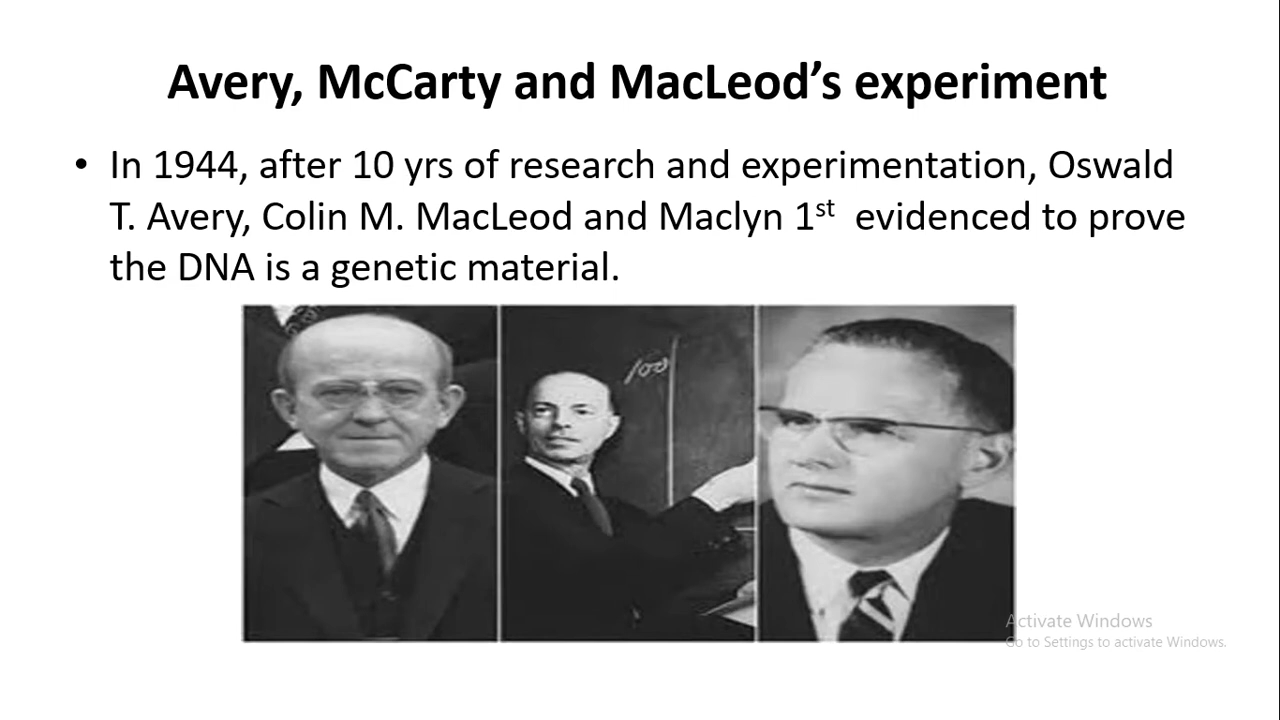 Avery, McCarty and MacLeod’s experiment
• In 1944, after 10 yrs of research and experimentation, Oswald
T. Avery, Colin M. MacLeod and Maclyn 1st evidenced to prove
the DNA is a genetic material.
100
Activate Windows
Go to Settings to activate Windows.